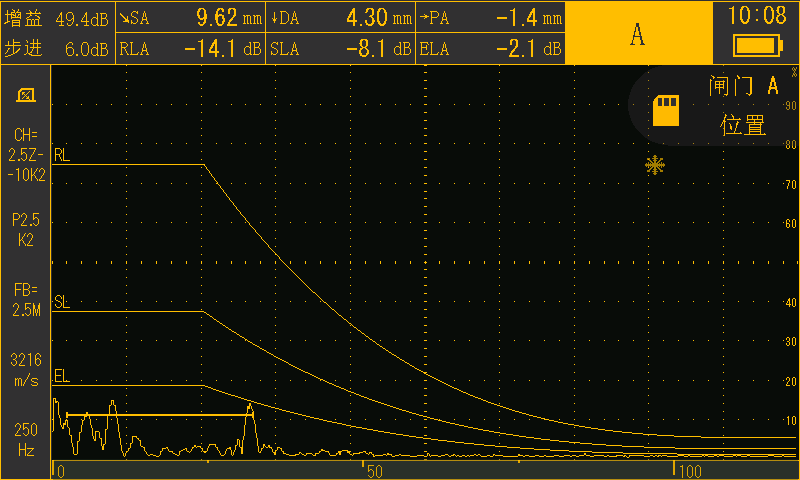 增益 49.4dB ↘SA 9.62 mm ↓DA 4.30 mm →PA -1.4 mm A 10:08
步进 6.0dB RLA -14.1 dB SLA -8.1 dB ELA -2.1 dB
%
闸门 A
位置
90
CH=
2.5Z-
-10K2
RL
80
70
P2.5
K2
60
FB=
2.5M
SL
40
30
3216
m/s
EL
20
10
250
Hz
0 50 100